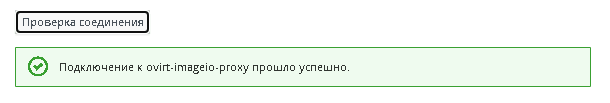 Проверка соединения
Подключение к ovirt-imageio-proxy прошло успешно.